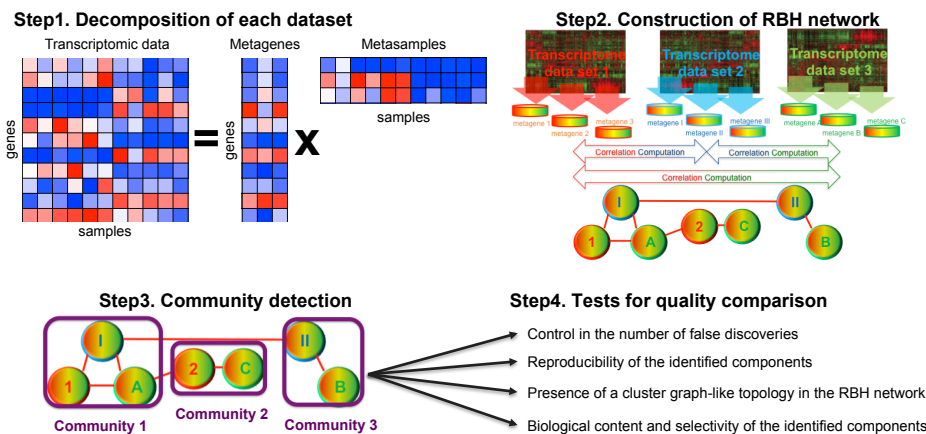 Step1. Decomposition of each dataset
Transcriptomic data
Metagenes
Metasamples
genes
=
genes
x
samples
samples
Step2. Construction of RBH network
Transcriptome
data set 1
Transcriptome
data set 2
Transcriptome
data set 3
metagene 1
metagene 2
metagene 3
metagene I
metagene II
metagene III
metagene A
metagene B
metagene C
Correlation Computation
Correlation Computation
Correlation Computation
I
II
1
A
2
C
B
Step3. Community detection
I
II
1
A
2
C
B
Community 1
Community 2
Community 3
Step4. Tests for quality comparison
Control in the number of false discoveries
Reproducibility of the identified components
Presence of a cluster graph-like topology in the RBH network
Biological content and selectivity of the identified components